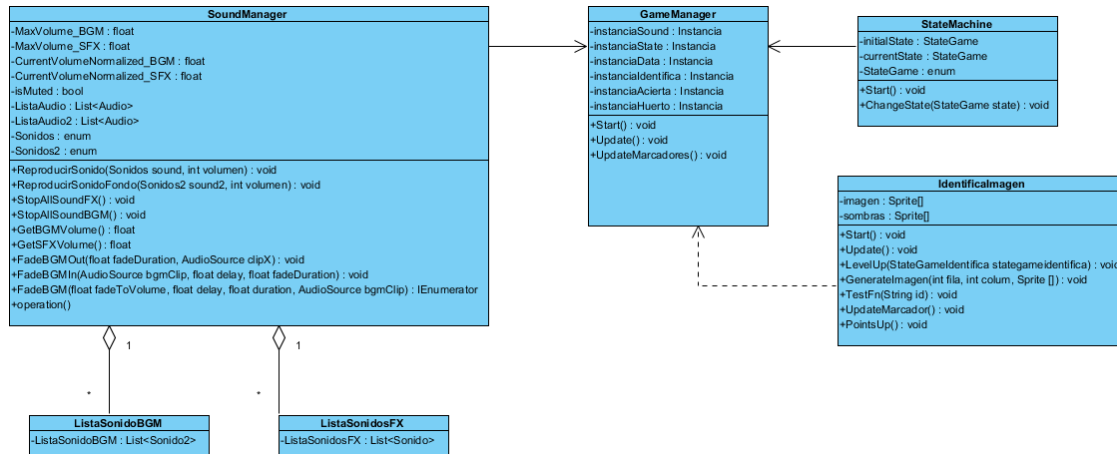 SoundManager
-MaxVolume_BGM : float
-MaxVolume_SFX : float
-CurrentVolumeNormalized_BGM : float
-CurrentVolumeNormalized_SFX : float
-isMuted : bool
-ListaAudio : List<Audio>
-ListaAudio2 : List<Audio>
-Sonidos : enum
-Sonidos2 : enum
+ReproducirSonido(Sonidos sound, int volumen) : void
+ReproducirSonidoFondo(Sonidos2 sound2, int volumen) : void
+StopAllSoundFX() : void
+StopAllSoundBGM() : void
+GetBGMVolume() : float
+GetSFXVolume() : float
+FadeBGMOut(float fadeDuration, AudioSource clipX) : void
+FadeBGMIn(AudioSource bgmClip, float delay, float fadeDuration) : void
+FadeBGM(float fadeToVolume, float delay, float duration, AudioSource bgmClip) : IEnumerator
+operation()
GameManager
-instanciaSound : Instancia
-instanciaState : Instancia
-instanciaData : Instancia
-instanciaIdentifica : Instancia
-instanciaAcierta : Instancia
-instanciaHuerto : Instancia
+Start() : void
+Update() : void
+UpdateMarcadores() : void
StateMachine
-initialState : StateGame
-currentState : StateGame
-StateGame : enum
+Start() : void
+ChangeState(StateGame state) : void
IdentificaImagen
-imagen : Sprite[]
-sombras : Sprite[]
+Start() : void
+Update() : void
+LevelUp(StateGameIdentifica stategameidentifica) : void
+GenerateImagen(int fila, int colum, Sprite []) : void
+TestFn(String id) : void
+UpdateMarcador() : void
+PointsUp() : void
1
1
*
*
ListaSonidoBGM
-ListaSonidoBGM : List<Sonido2>
ListaSonidosFX
-ListaSonidosFX : List<Sonido>